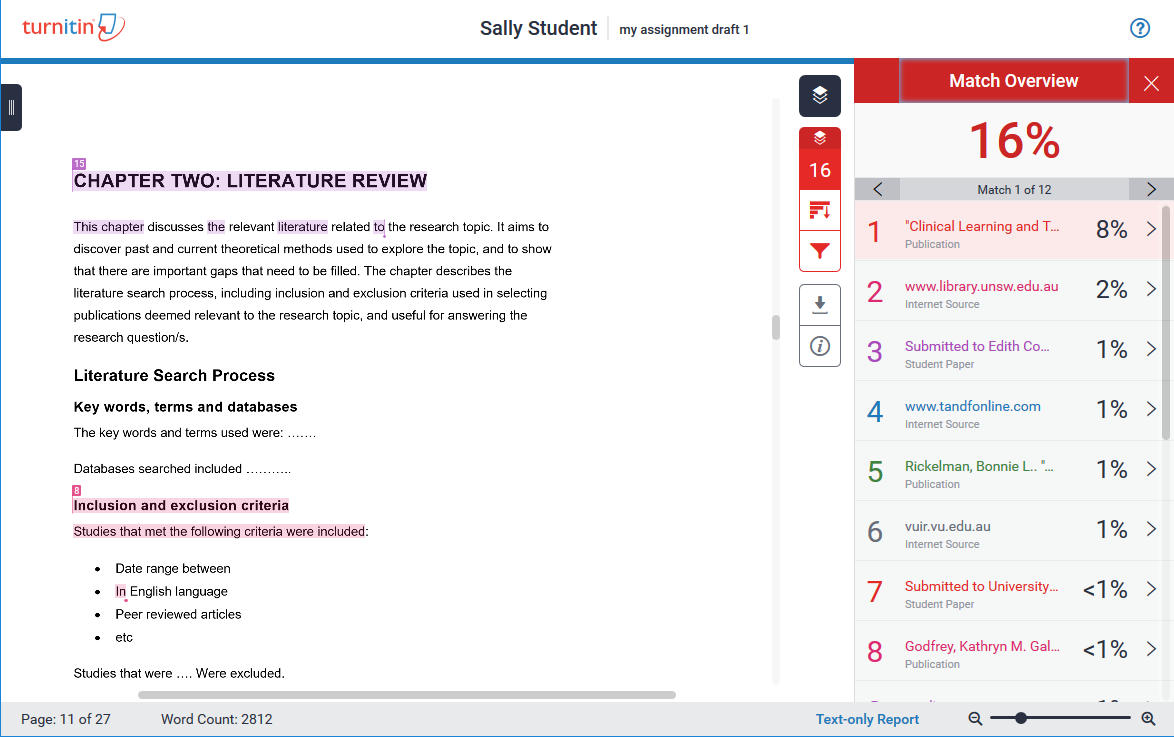 turnitin
Sally Student my assignment draft 1
15
CHAPTER TWO: LITERATURE REVIEW
This chapter discusses the relevant literature related to the research topic. It aims to
discover past and current theoretical methods used to explore the topic, and to show
that there are important gaps that need to be filled. The chapter describes the
literature search process, including inclusion and exclusion criteria used in selecting
publications deemed relevant to the research topic, and useful for answering the
research question/s.
Literature Search Process
Key words, terms and databases
The key words and terms used were: …….
Databases searched included ………..
8
Inclusion and exclusion criteria
Studies that met the following criteria were included:
• Date range between
• In English language
• Peer reviewed articles
• etc
Studies that were …. Were excluded.
16
Match Overview
16%
Match 1 of 12
1 "Clinical Learning and T... 8%
Publication
2 www.library.unsw.edu.au 2%
Internet Source
3 Submitted to Edith Co... 1%
Student Paper
4 www.tandfonline.com 1%
Internet Source
5 Rickelman, Bonnie L.. "... 1%
Publication
6 vuir.vu.edu.au 1%
Internet Source
7 Submitted to University... <1%
Student Paper
8 Godfrey, Kathryn M. Gal... <1%
Publication
Page: 11 of 27 Word Count: 2812 Text-only Report